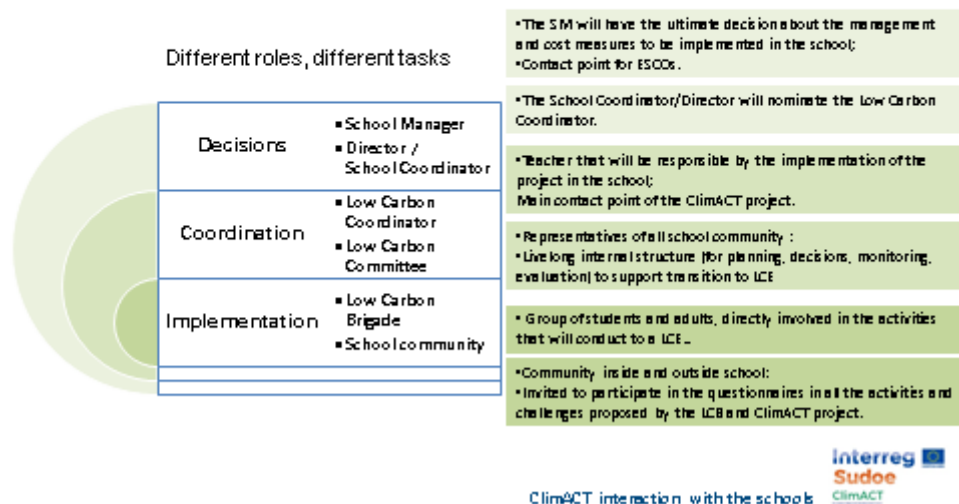 Different roles, different tasks
Decisions
▪ School Manager
▪ Director /
School Coordinator
Coordination
▪ Low Carbon
Coordinator
▪ Low Carbon
Committee
Implementation
▪ Low Carbon
Brigade
▪ School community
•The SM will have the ultimate decision about the management
and cost measures to be implemented in the school;
•Contact point for ESCOs.
•The School Coordinator/Director will nominate the Low Carbon
Coordinator.
•Teacher that will be responsible by the implementation of the
project in the school;
Main contact point of the ClimACT project.
•Representatives of all school community :
•Livelong internal structure (for planning, decisions, monitoring,
evaluation) to support transition to LCE
• Group of students and adults, directly involved in the activities
that will conduct to a LCE...
•Community inside and outside school:
•Invited to participate in the questionnaires in all the activities and
challenges proposed by the LCB and ClimACT project.
Interreg
Sudoe
ClimACT
ClimACT interaction with the schools